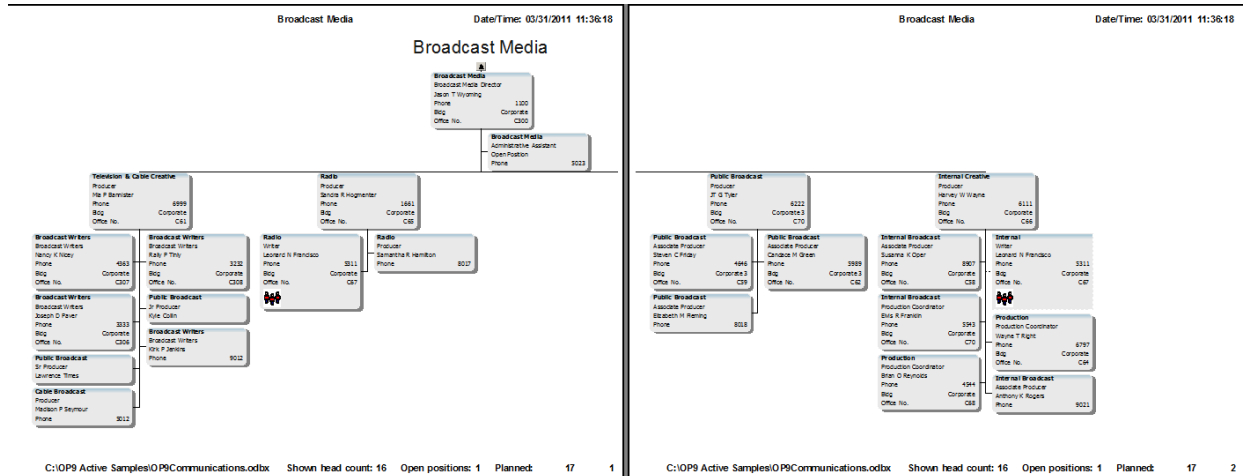 Broadcast Media Date/Time: 03/31/2011 11:36:18
Broadcast Media
Broadcast Media
Broadcast Media Director
Jason T Wyoming
Phone 1100
Bldg Corporate
Office No. C300
Broadcast Media
Administrative Assistant
Open Position
Phone 5023
Television & Cable Creative
Producer
Mia P Bannister
Phone 6999
Bldg Corporate
Office No. C61
Radio
Producer
Sandra R Hogmenter
Phone 1661
Bldg Corporate
Office No. C65
Broadcast Writers
Broadcast Writers
Nancy K Nicey
Phone 4363
Bldg Corporate
Office No. C307
Broadcast Writers
Broadcast Writers
Rally P Tinly
Phone 3232
Bldg Corporate
Office No. C308
Radio
Writer
Leonard N Francisco
Phone 5311
Bldg Corporate
Office No. C67
Radio
Producer
Samantha R Hamilton
Phone 8017
Broadcast Writers
Broadcast Writers
Joseph D Paver
Phone 3333
Bldg Corporate
Office No. C306
Public Broadcast
Jr Producer
Kyle Collin
Broadcast Writers
Broadcast Writers
Kirk P Jenkins
Phone 9012
Public Broadcast
Sr Producer
Lawrence Times
Cable Broadcast
Producer
Madison P Seymour
Phone 5012
C:\OP9 Active Samples\OP9Communications.odbx Shown head count: 16 Open positions: 1 Planned: 17 1
Broadcast Media Date/Time: 03/31/2011 11:36:18
Public Broadcast
Producer
JT G Tyler
Phone 6222
Bldg Corporate 3
Office No. C70
Internal Creative
Producer
Harvey W Wayne
Phone 6111
Bldg Corporate
Office No. C66
Public Broadcast
Associate Producer
Steven C Friday
Phone 4646
Bldg Corporate 3
Office No. C59
Public Broadcast
Associate Producer
Candace M Green
Phone 5989
Bldg Corporate 3
Office No. C62
Internal Broadcast
Associate Producer
Susanna K Oper
Phone 8907
Bldg Corporate
Office No. C58
Internal
Writer
Leonard N Francisco
Phone 5311
Bldg Corporate
Office No. C67
Public Broadcast
Associate Producer
Elizabeth M Fleming
Phone 8018
Internal Broadcast
Production Coordinator
Elvis R Franklin
Phone 5543
Bldg Corporate
Office No. C70
Production
Production Coordinator
Wayne T Right
Phone 6797
Bldg Corporate
Office No. C64
Production
Production Coordinator
Brian O Reynolds
Phone 4544
Bldg Corporate
Office No. C68
Internal Broadcast
Associate Producer
Anthony K Rogers
Phone 9021
C:\OP9 Active Samples\OP9Communications.odbx Shown head count: 16 Open positions: 1 Planned: 17 2